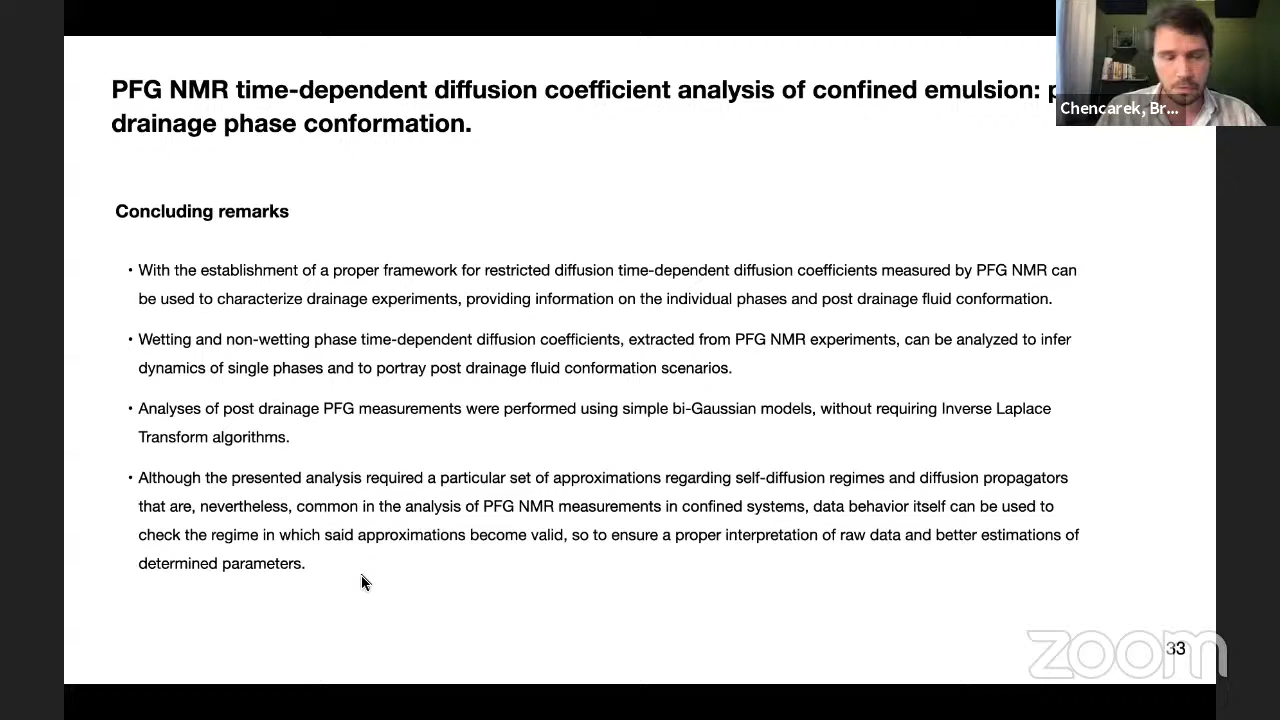 PFG NMR time-dependent diffusion coefficient analysis of confined emulsion:
drainage phase conformation.
Chencarek, Br...
Concluding remarks
• With the establishment of a proper framework for restricted diffusion time-dependent diffusion coefficients measured by PFG NMR can
be used to characterize drainage experiments, providing information on the individual phases and post drainage fluid conformation.
• Wetting and non-wetting phase time-dependent diffusion coefficients, extracted from PFG NMR experiments, can be analyzed to infer
dynamics of single phases and to portray post drainage fluid conformation scenarios.
• Analyses of post drainage PFG measurements were performed using simple bi-Gaussian models, without requiring Inverse Laplace
Transform algorithms.
• Although the presented analysis required a particular set of approximations regarding self-diffusion regimes and diffusion propagators
that are, nevertheless, common in the analysis of PFG NMR measurements in confined systems, data behavior itself can be used to
check the regime in which said approximations become valid, so to ensure a proper interpretation of raw data and better estimations of
determined parameters.
zoom
33